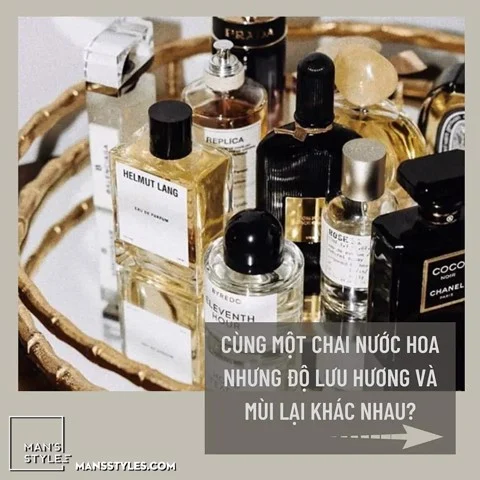 PRADA
REPLICA
HELMUT LANG
EAU DE PARFUM
BYREDO
ELEVENTH
HOUR
ROSE
COCO
NOIR
CHANEL
PARIS
CÙNG MỘT CHAI NƯỚC HOA
NHƯNG ĐỘ LƯU HƯƠNG VÀ
MÙI LẠI KHÁC NHAU?
MAN'S
STYLES
MANSSTYLES.COM